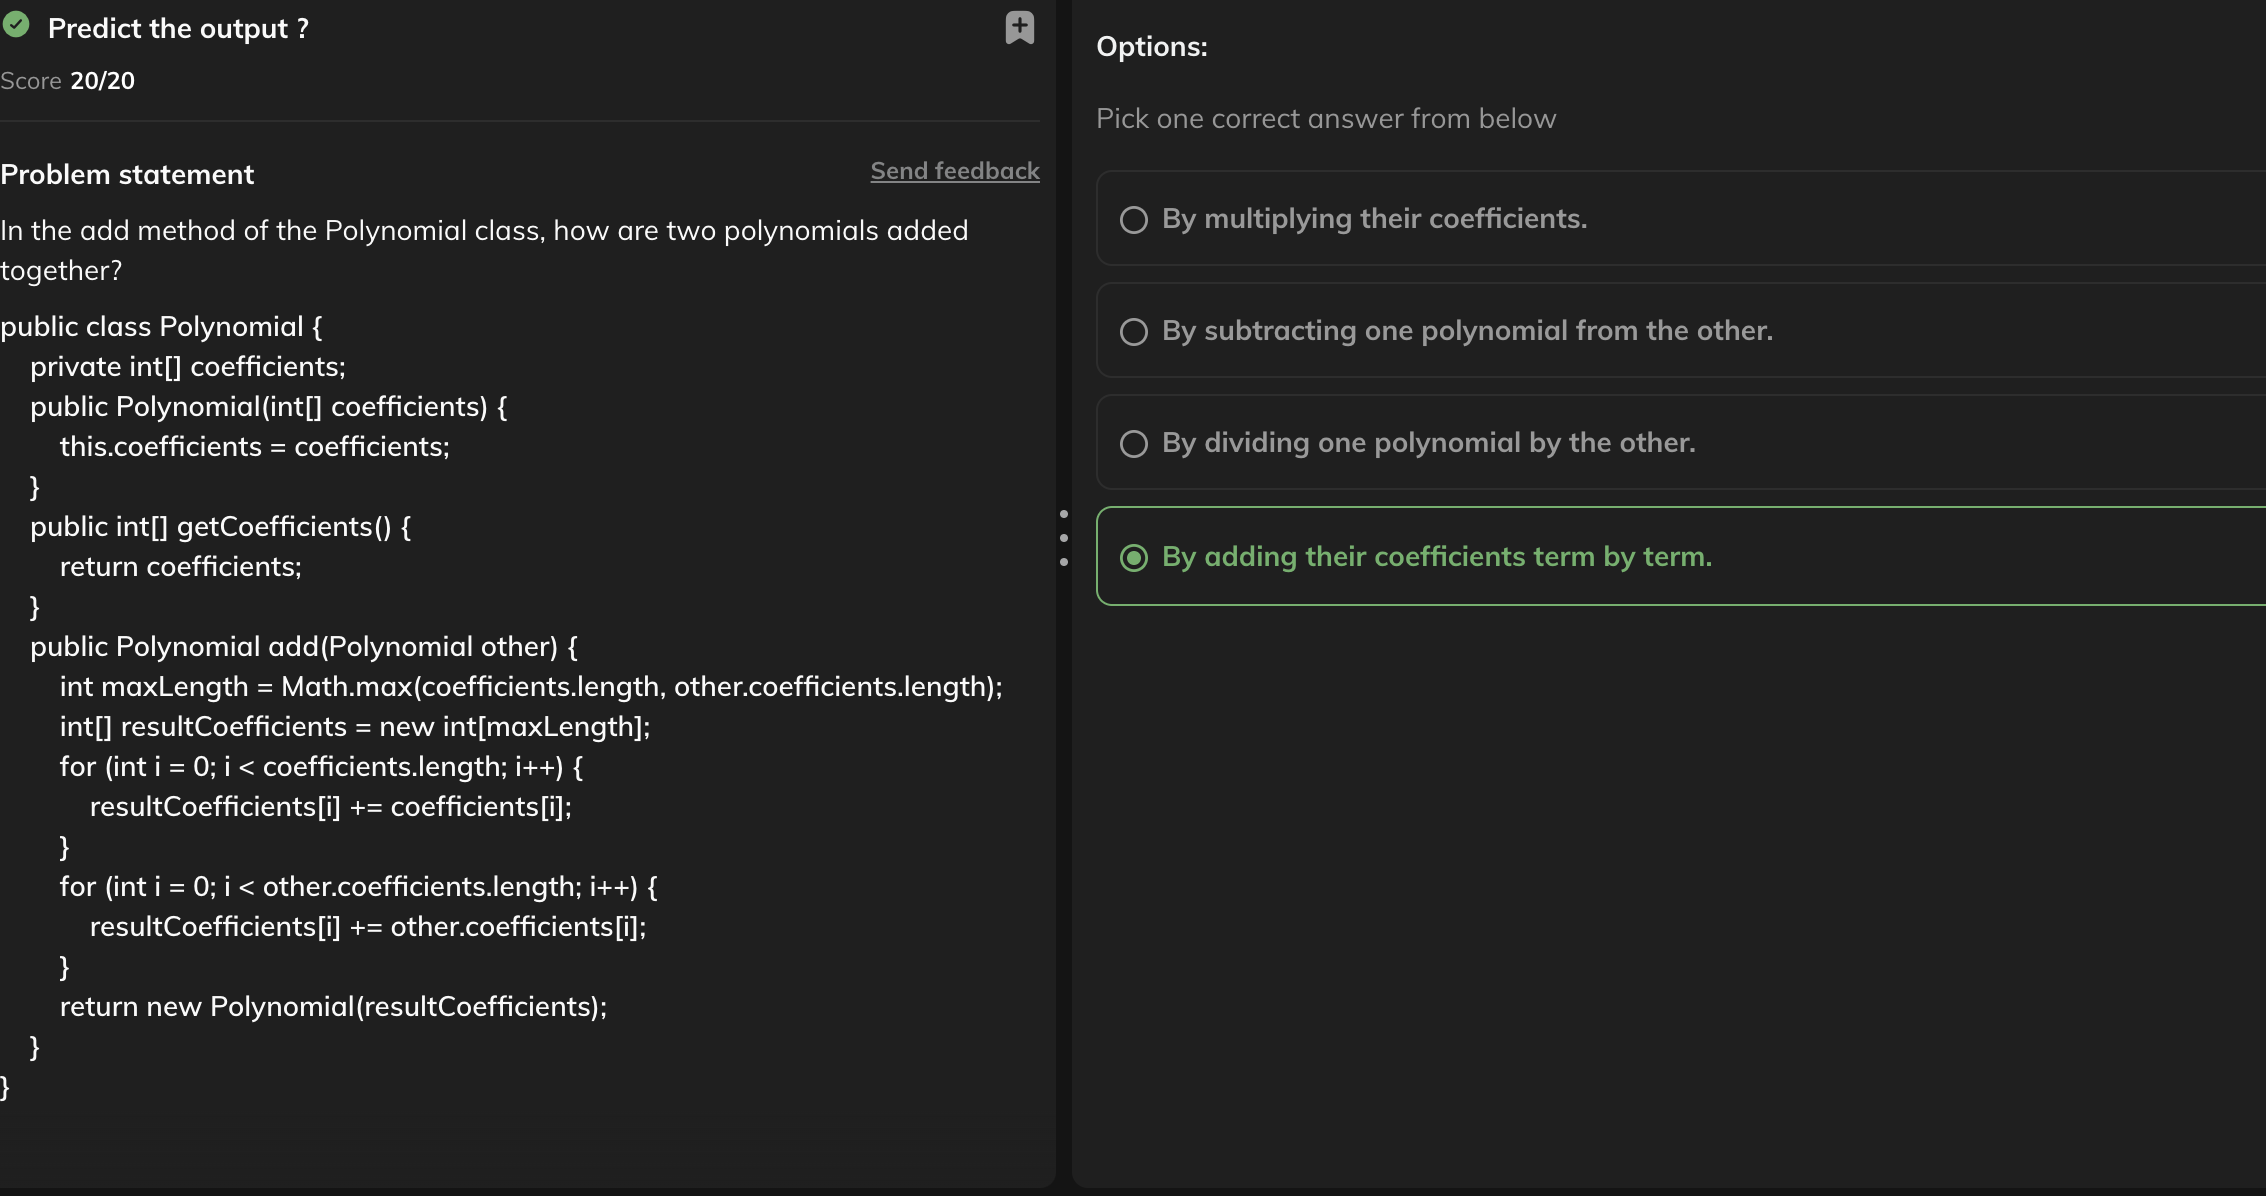 Predict the output ?
Score 20/20
Problem statement
Send feedback
In the add method of the Polynomial class, how are two polynomials added
together?
public class Polynomial {
    private int[] coefficients;
    public Polynomial(int[] coefficients) {
        this.coefficients = coefficients;
    }
    public int[] getCoefficients() {
        return coefficients;
    }
    public Polynomial add(Polynomial other) {
        int maxLength = Math.max(coefficients.length, other.coefficients.length);
        int[] resultCoefficients = new int[maxLength];
        for (int i = 0; i < coefficients.length; i++) {
            resultCoefficients[i] += coefficients[i];
        }
        for (int i = 0; i < other.coefficients.length; i++) {
            resultCoefficients[i] += other.coefficients[i];
        }
        return new Polynomial(resultCoefficients);
    }
}
Options:
Pick one correct answer from below
By multiplying their coefficients.
By subtracting one polynomial from the other.
By dividing one polynomial by the other.
By adding their coefficients term by term.